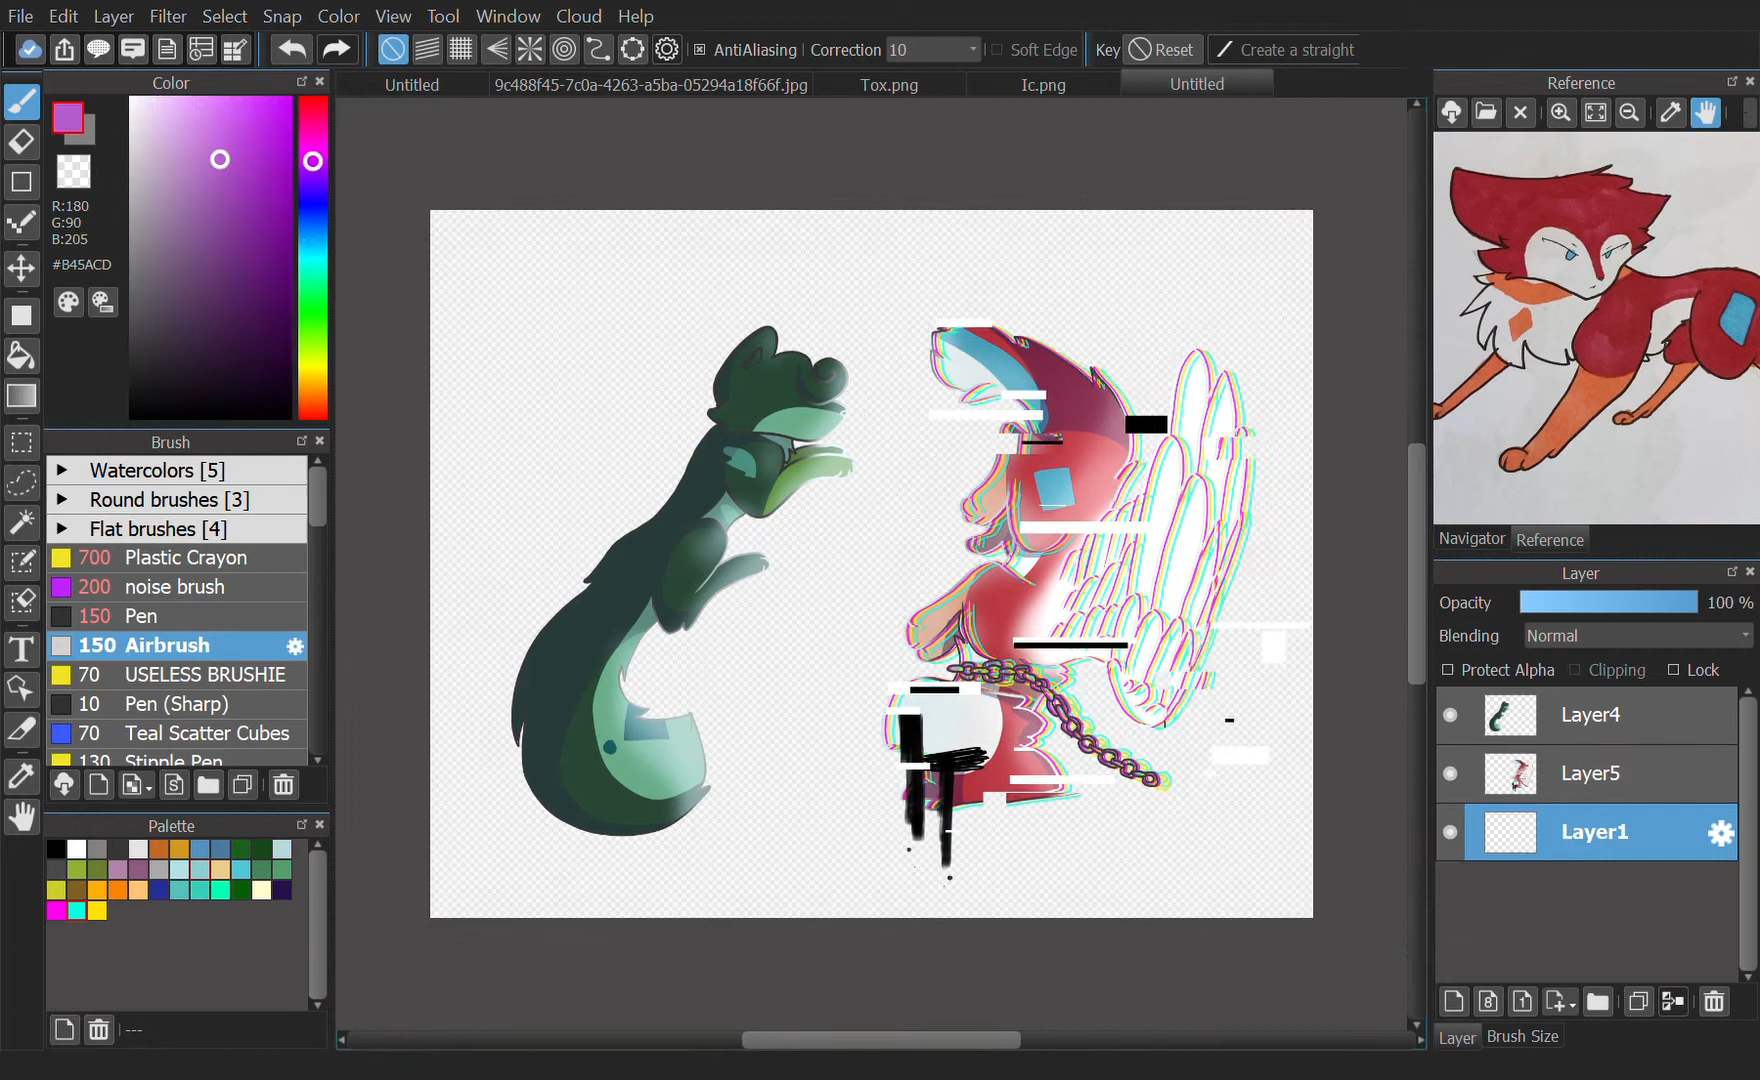 File Edit Layer Filter Select Snap Color View Tool Window Cloud Help
AntiAliasing Correction 10 Soft Edge Key Reset Create a straight
Color
R:180
G:90
B:205
#B45ACD
Brush
Watercolors [5]
Round brushes [3]
Flat brushes [4]
700 Plastic Crayon
200 noise brush
150 Pen
150 Airbrush
70 USELESS BRUSHIE
10 Pen (Sharp)
70 Teal Scatter Cubes
130 Stipple Pen
Palette
---
Untitled 9c488f45-7c0a-4263-a5ba-05294a18f66f.jpg Tox.png Ic.png Untitled
Reference
Navigator Reference
Layer
Opacity 100 %
Blending Normal
Protect Alpha Clipping Lock
Layer4
Layer5
Layer1
8 1
Layer Brush Size